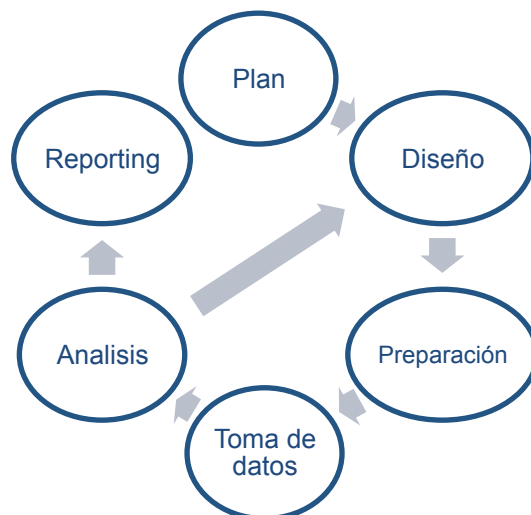 Plan
Diseño
Preparación
Toma de
datos
Analisis
Reporting